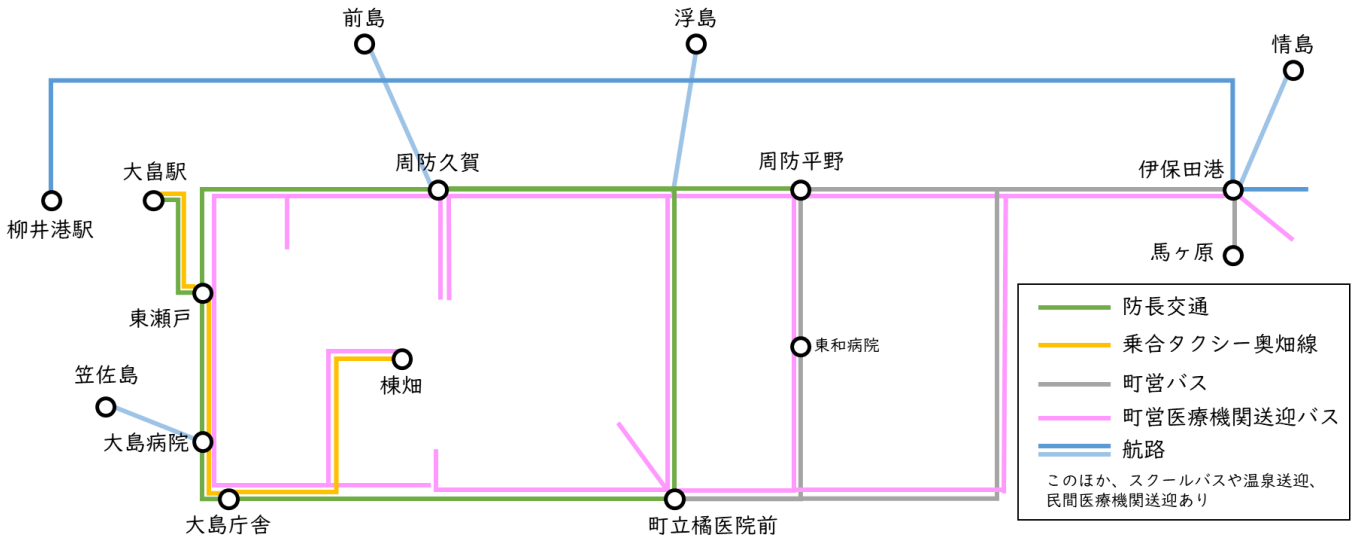 前島
浮島
情島
周防久賀
周防平野
伊保田港
大畠駅
柳井港駅
馬ヶ原
東瀬戸
東和病院
笠佐島
棟畑
大島病院
大島庁舎
町立橘医院前
防長交通
乗合タクシー奥畑線
町営バス
町営医療機関送迎バス
航路
このほか、スクールバスや温泉送迎、
民間医療機関送迎あり